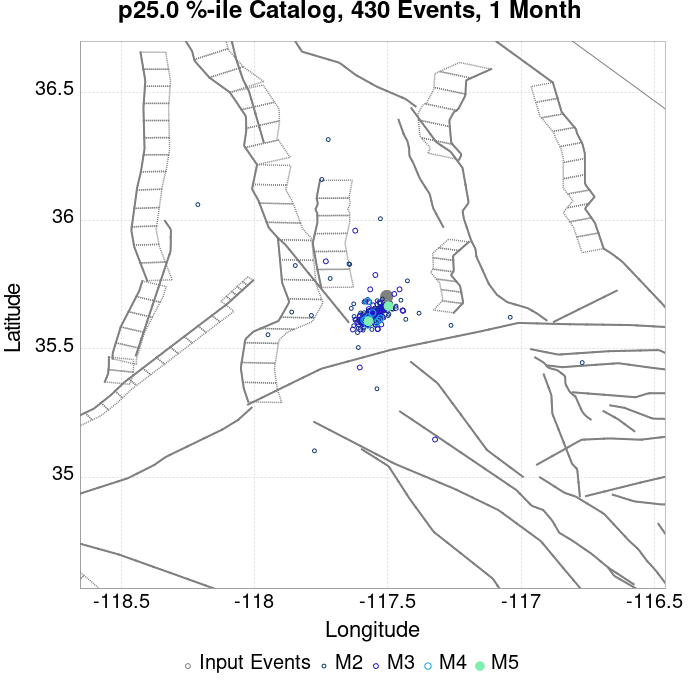 p25.0 %-ile Catalog, 430 Events, 1 Month
36.5
36
35.5
35
Latitude
-118.5 -118 -117.5 -117 -116.5
Longitude
Input Events M2 M3 M4 M5